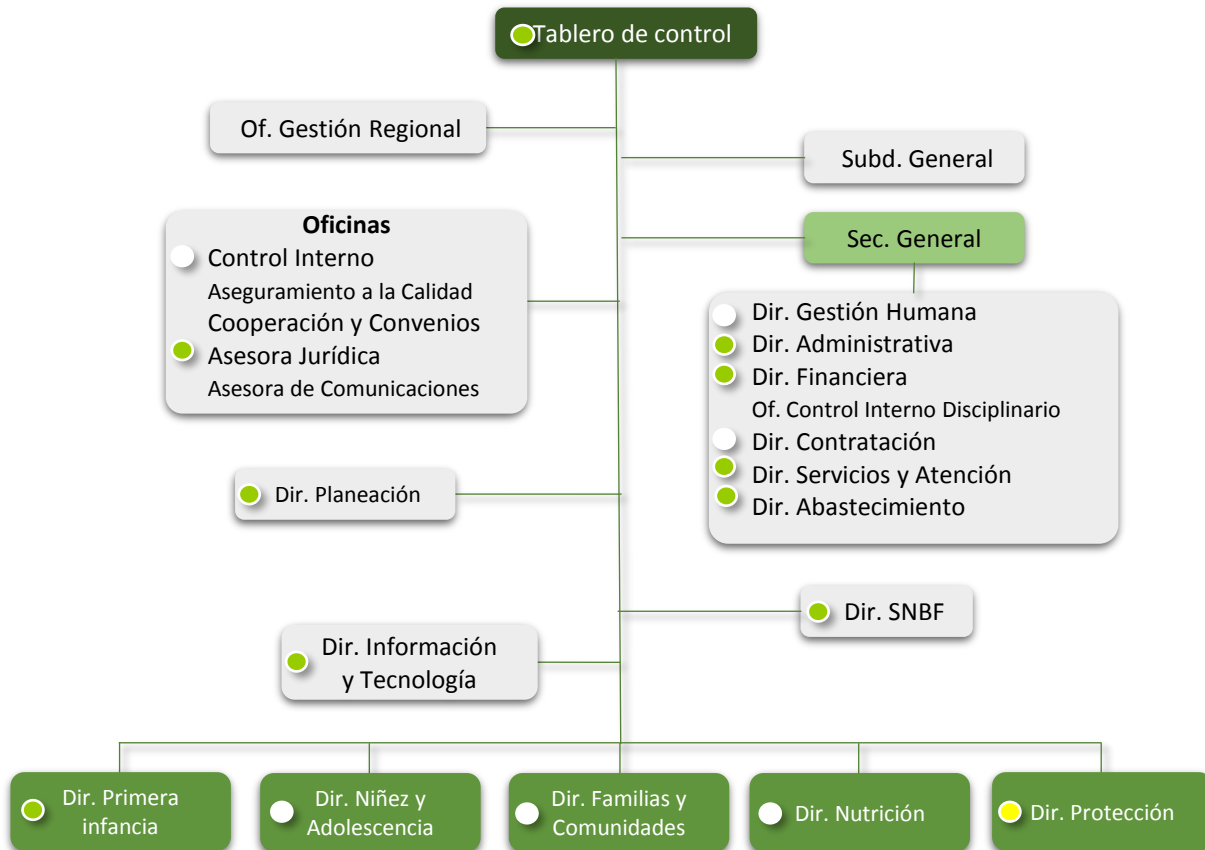 Tablero de control
Of. Gestión Regional
Subd. General
Oficinas
Control Interno
Aseguramiento a la Calidad
Cooperación y Convenios
Asesora Jurídica
Asesora de Comunicaciones
Sec. General
Dir. Gestión Humana
Dir. Administrativa
Dir. Financiera
Of. Control Interno Disciplinario
Dir. Contratación
Dir. Servicios y Atención
Dir. Abastecimiento
Dir. Planeación
Dir. SNBF
Dir. Información
y Tecnología
Dir. Primera
infancia
Dir. Niñez y
Adolescencia
Dir. Familias y
Comunidades
Dir. Nutrición
Dir. Protección